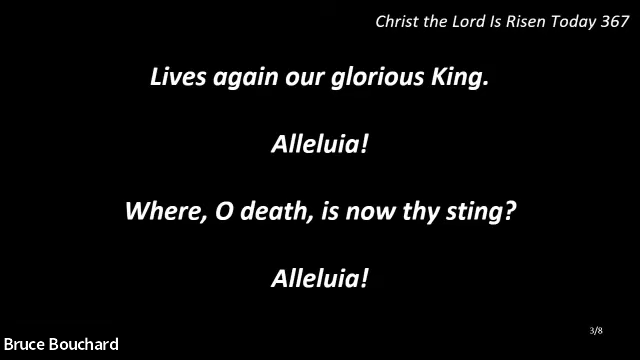 Christ the Lord Is Risen Today 367
Lives again our glorious King.
Alleluia!
Where, O death, is now thy sting?
Alleluia!
3/8
Bruce Bouchard